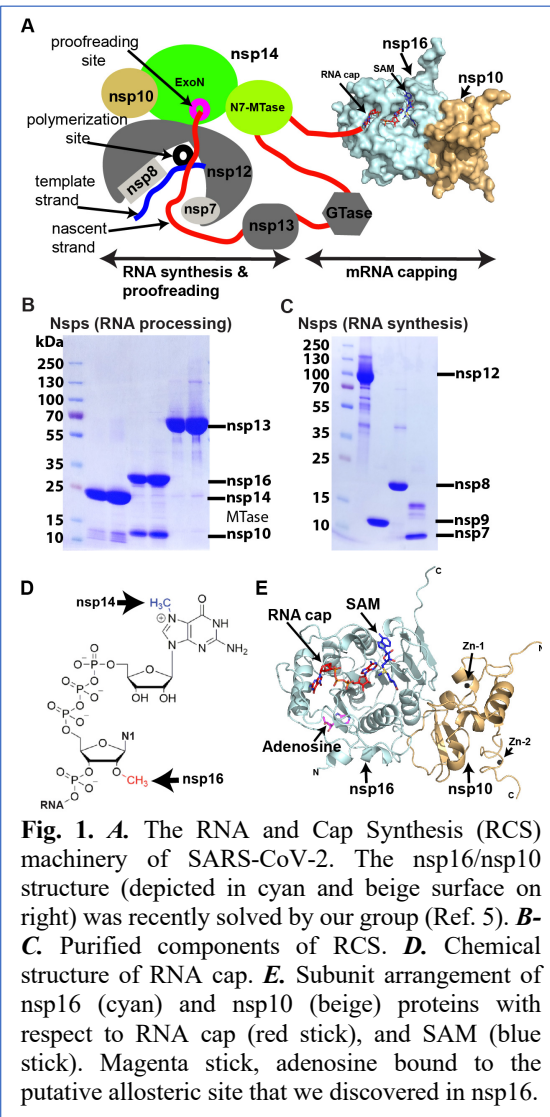 A
proofreading
site
nsp14
ExoN
nsp10
N7-MTase
polymerization
site
nsp8
nsp12
template
strand
nsp7
nascent
strand
nsp13
GTase
nsp16
SAM
nsp10
RNA cap
RNA synthesis &
proofreading
mRNA capping
B
Nsps (RNA processing)
kDa
250
130
100
70
55
35
25
15
10
nsp13
nsp16
nsp14
MTase
nsp10
C
Nsps (RNA synthesis)
250
130
100
70
55
35
25
15
10
nsp12
nsp8
nsp9
nsp7
D
nsp14
H₃C
O
N
⊕
NH
N
N
NH₂
O
O⁻
P
O
O
O
OH OH
O
P
O⁻
O
O
P
O⁻
O
O
N1
O
O
O
P
O⁻
O
CH₃
RNA
nsp16
E
RNA cap
SAM
C
Zn-1
N
Adenosine
Zn-2
N
nsp16
nsp10
C
Fig. 1. A. The RNA and Cap Synthesis (RCS)
machinery of SARS-CoV-2. The nsp16/nsp10
structure (depicted in cyan and beige surface on
right) was recently solved by our group (Ref. 5). B-
C. Purified components of RCS. D. Chemical
structure of RNA cap. E. Subunit arrangement of
nsp16 (cyan) and nsp10 (beige) proteins with
respect to RNA cap (red stick), and SAM (blue
stick). Magenta stick, adenosine bound to the
putative allosteric site that we discovered in nsp16.